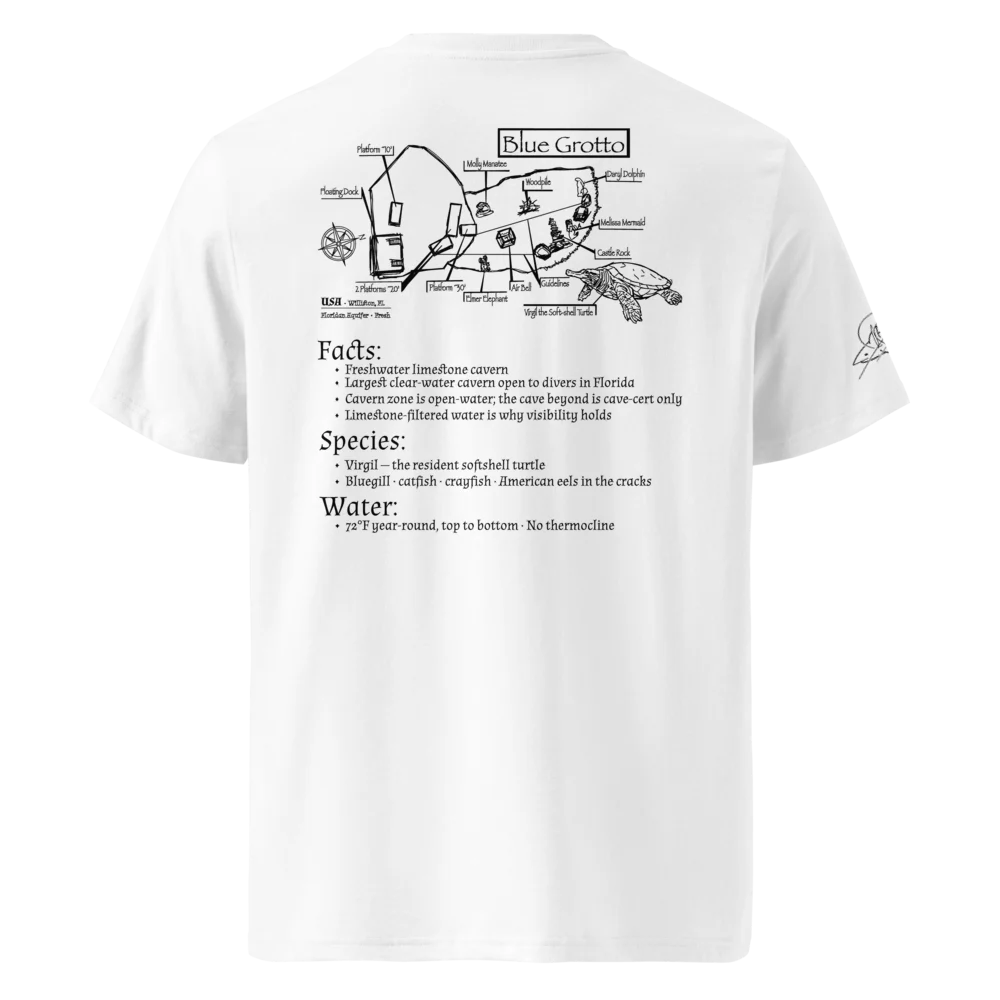 Blue Grotto
Platform ~10'
Molly Manatee
Daryl Dolphin
Woodpile
Floating Dock
Melissa Mermaid
Z
Castle Rock
2 Platforms ~20'
Platform ~30'
Air Bell
Guidelines
Elmer Elephant
USA · Williston, FL
Virgil the Soft-shell Turtle
Floridan Aquifer · Fresh
Facts:
• Freshwater limestone cavern
• Largest clear-water cavern open to divers in Florida
• Cavern zone is open-water; the cave beyond is cave-cert only
• Limestone-filtered water is why visibility holds
Species:
• Virgil — the resident softshell turtle
• Bluegill · catfish · crayfish · American eels in the cracks
Water:
• 72°F year-round, top to bottom · No thermocline